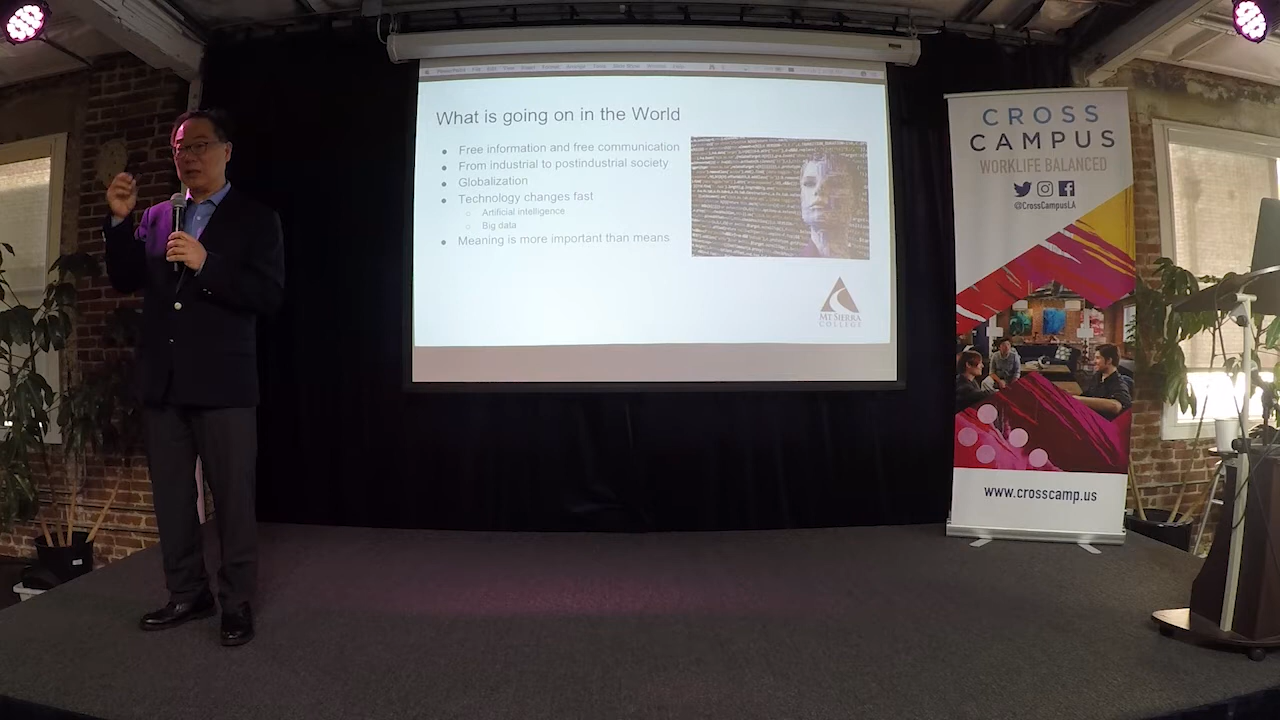 What is going on in the World
Free information and free communication
From industrial to postindustrial society
Globalization
Technology changes fast
Artificial intelligence
Big data
Meaning is more important than means
MT SIERRA
COLLEGE
CROSS
CAMPUS
WORKLIFE BALANCED
@CrossCampusLA
www.crosscamp.us